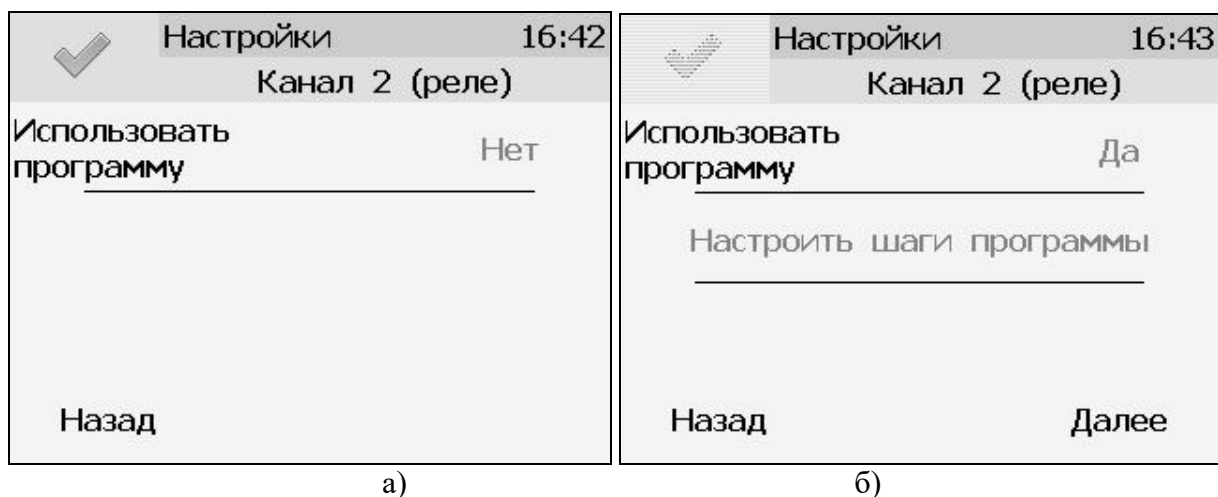 Настройки 16:42
Канал 2 (реле)
Использовать
программу
Нет
Назад
а)
Настройки 16:43
Канал 2 (реле)
Использовать
программу
Да
Настроить шаги программы
Назад Далее
б)